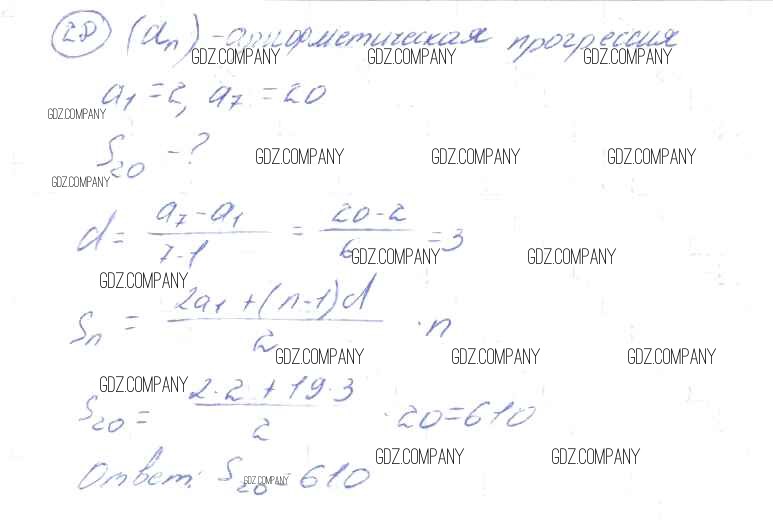 28 (an) - арифметическая прогрессия
GDZ.COMPANY GDZ.COMPANY GDZ.COMPANY
a1 = 2, a7 = 20
GDZ.COMPANY
S20 - ?
GDZ.COMPANY GDZ.COMPANY GDZ.COMPANY
GDZ.COMPANY
d = (a7 - a1)/(7-1) = (20-2)/6 = 3
GDZ.COMPANY GDZ.COMPANY
GDZ.COMPANY
Sn = (2a1 + (n-1)d)/2 · n
GDZ.COMPANY GDZ.COMPANY GDZ.COMPANY
GDZ.COMPANY
S20 = (2·2 + 19·3)/2 · 20 = 610
GDZ.COMPANY GDZ.COMPANY
Ответ: S20 = 610
GDZ.COMPANY